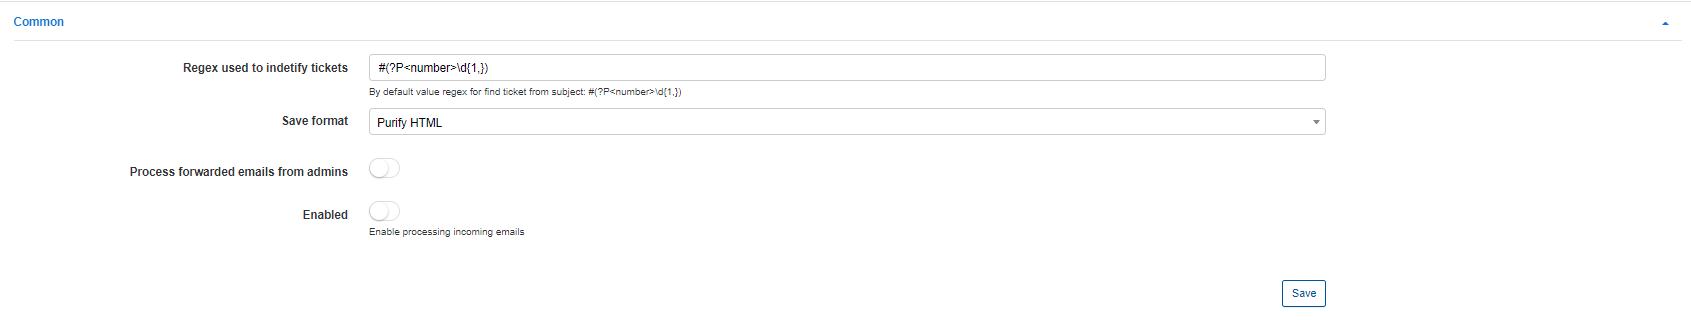 Common
Regex used to indetify tickets
#(?P<number>\d{1,})
By default value regex for find ticket from subject: #(?P<number>\d{1,})
Save format
Purify HTML
Process forwarded emails from admins
Enabled
Enable processing incoming emails
Save